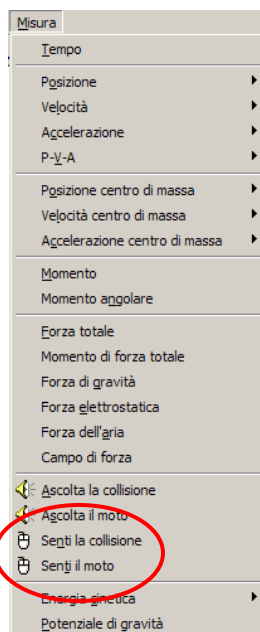 Misura
Tempo
Posizione
Velocità
Accelerazione
P-V-A
Posizione centro di massa
Velocità centro di massa
Accelerazione centro di massa
Momento
Momento angolare
Forza totale
Momento di forza totale
Forza di gravità
Forza elettrostatica
Forza dell'aria
Campo di forza
Ascolta la collisione
Ascolta il moto
Senti la collisione
Senti il moto
Energia cinetica
Potenziale di gravità